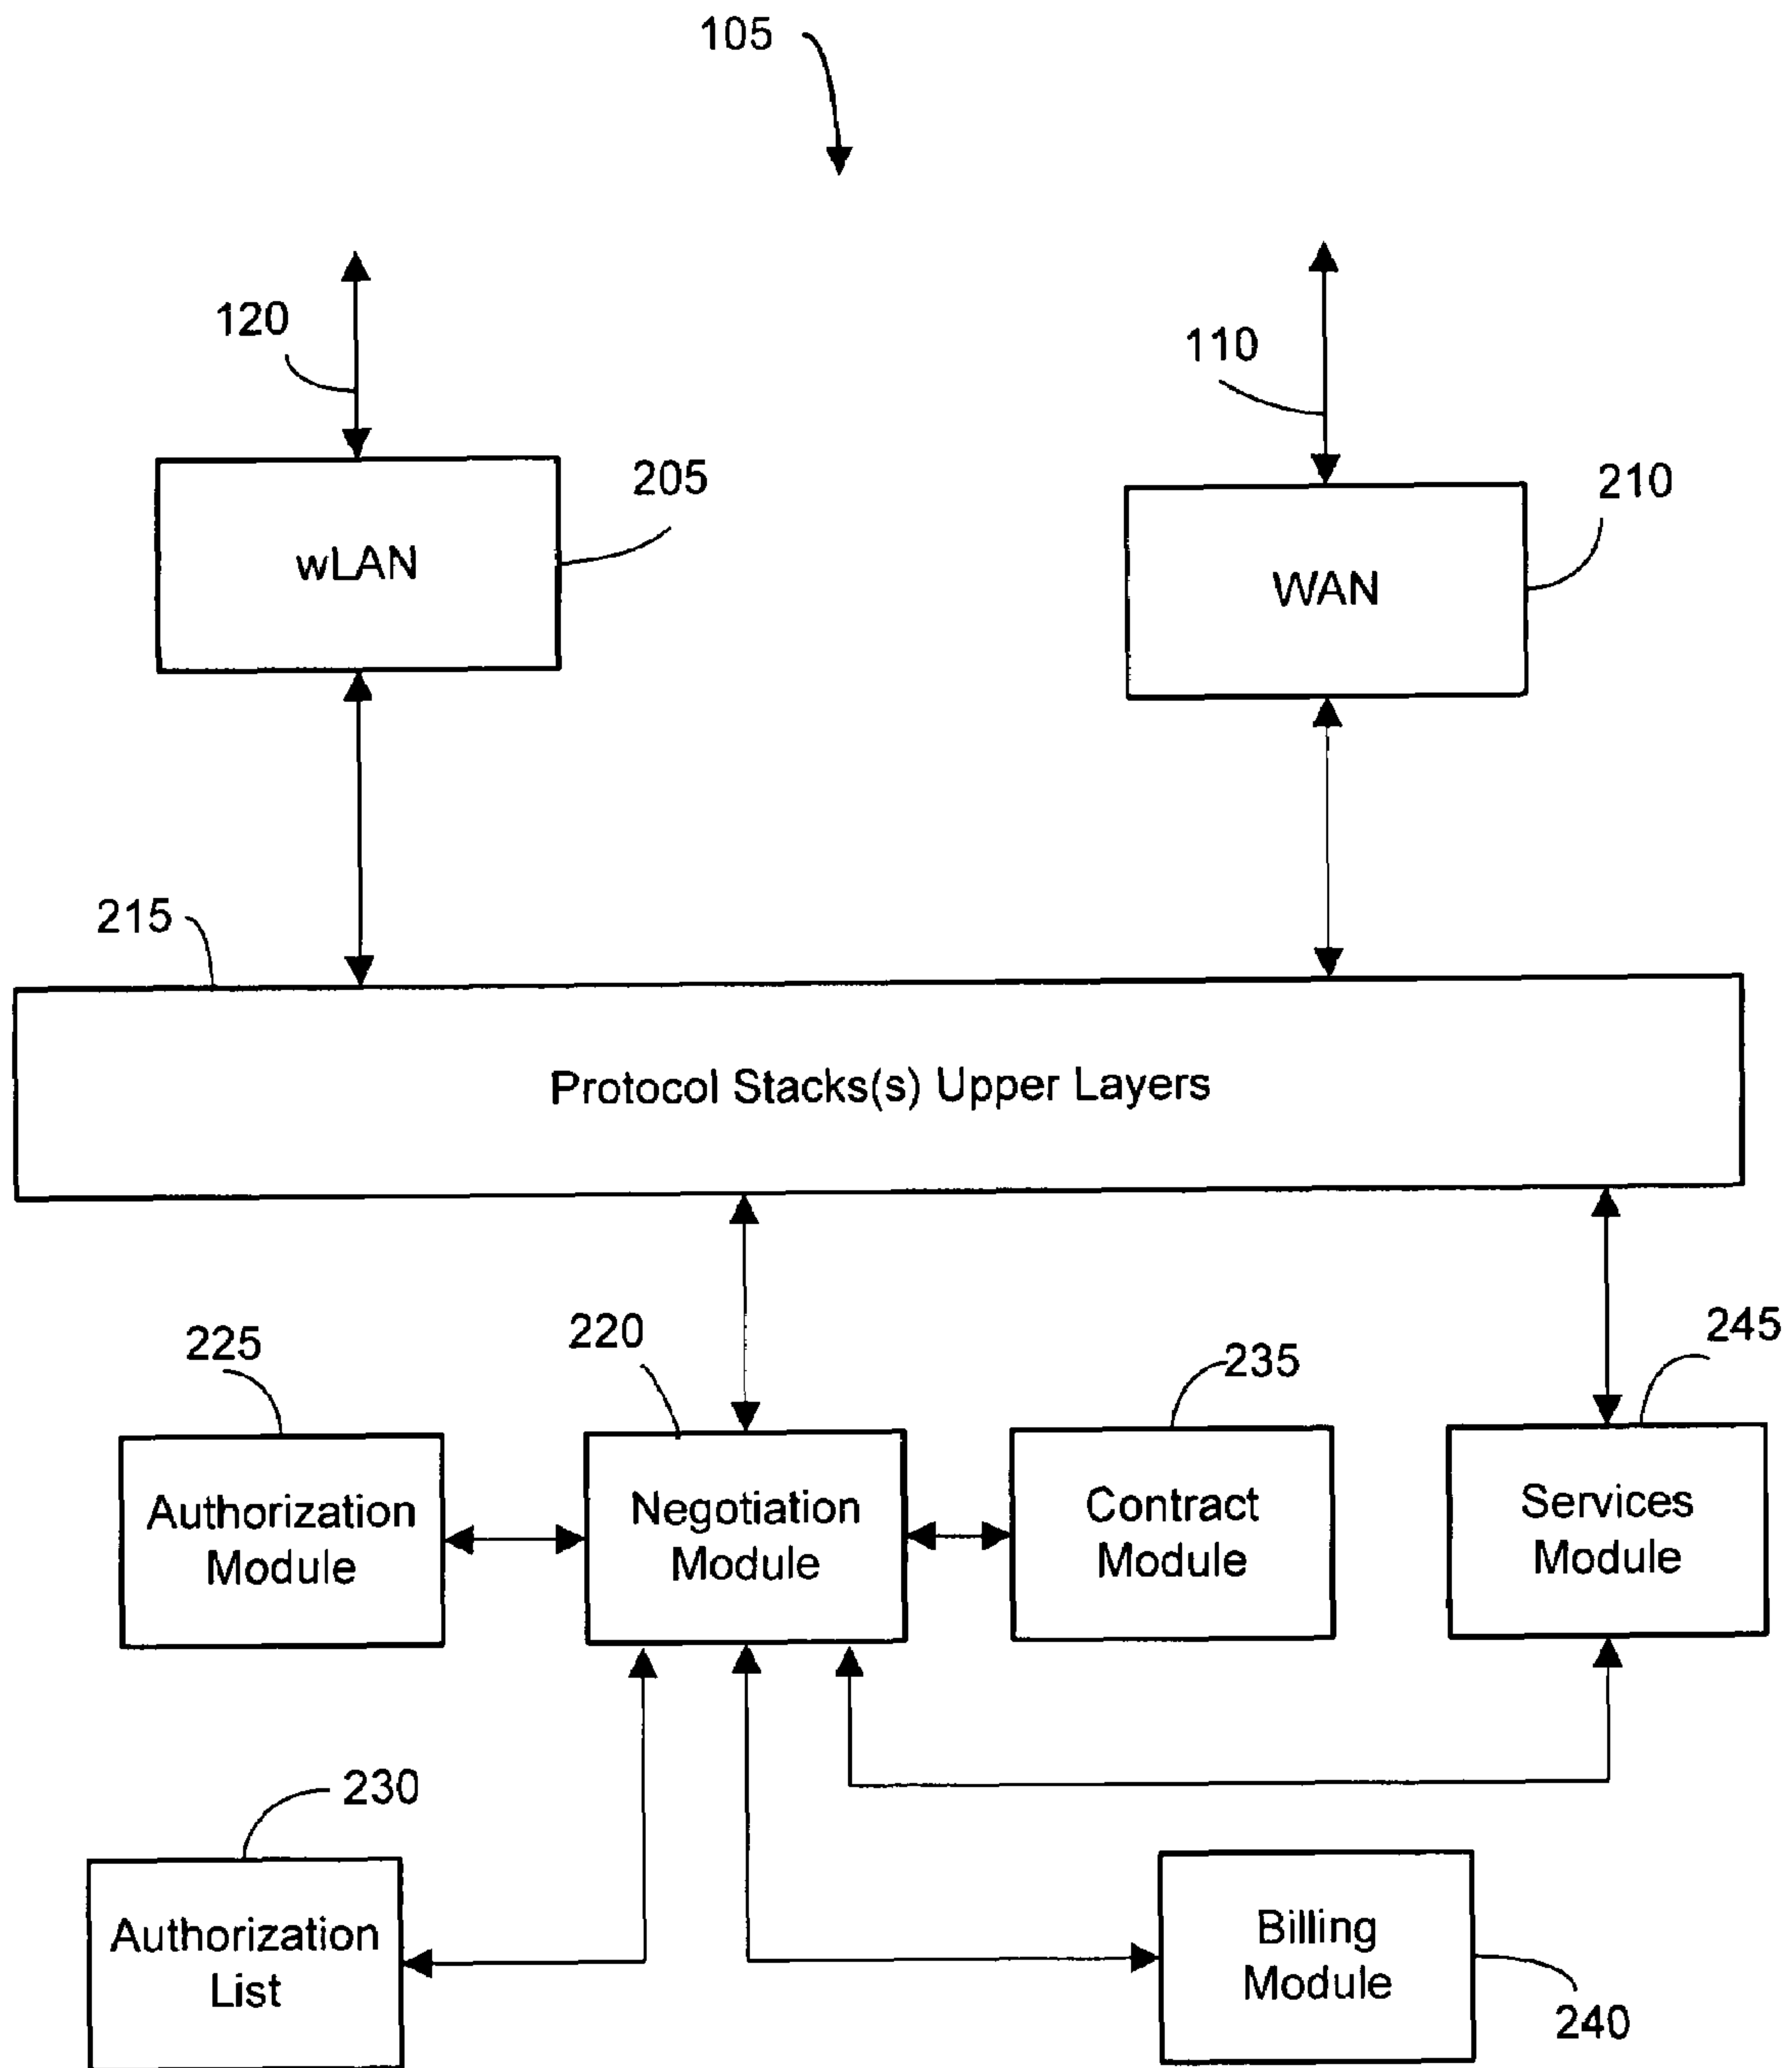 105
120
110
205
210
wLAN
WAN
215
Protocol Stacks(s) Upper Layers
225
220
235
245
Authorization
Module
Negotiation
Module
Contract
Module
Services
Module
230
Authorization
List
Billing
Module
240